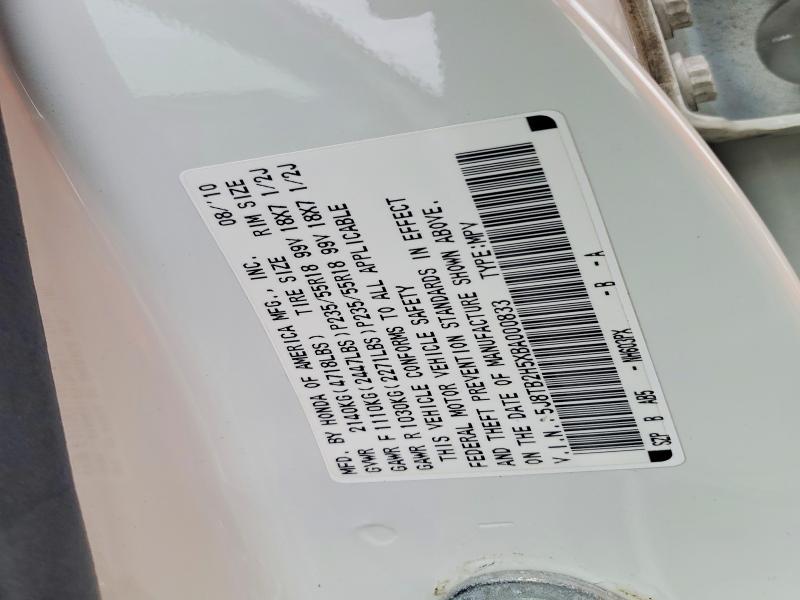 MFD. BY HONDA OF AMERICA MFG., INC. 08/10
GVWR 2140KG(4718LBS) TIRE SIZE RIM SIZE
GAWR F 1110KG(2447LBS)P235/55R18 99V 18X7 1/2J
GAWR R 1030KG(2271LBS)P235/55R18 99V 18X7 1/2J
THIS VEHICLE CONFORMS TO ALL APPLICABLE
FEDERAL MOTOR VEHICLE SAFETY
AND THEFT PREVENTION STANDARDS IN EFFECT
ON THE DATE OF MANUFACTURE SHOWN ABOVE.
V.I.N.:5J8TB2H5XBA000833 TYPE:MPV
SZP B AB5 - NH603PX - B - A